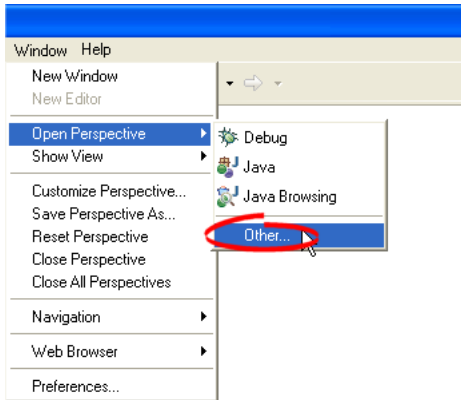 Window Help
New Window
New Editor
Open Perspective
Show View
Customize Perspective...
Save Perspective As...
Reset Perspective
Close Perspective
Close All Perspectives
Navigation
Web Browser
Preferences...
Debug
Java
Java Browsing
Other...